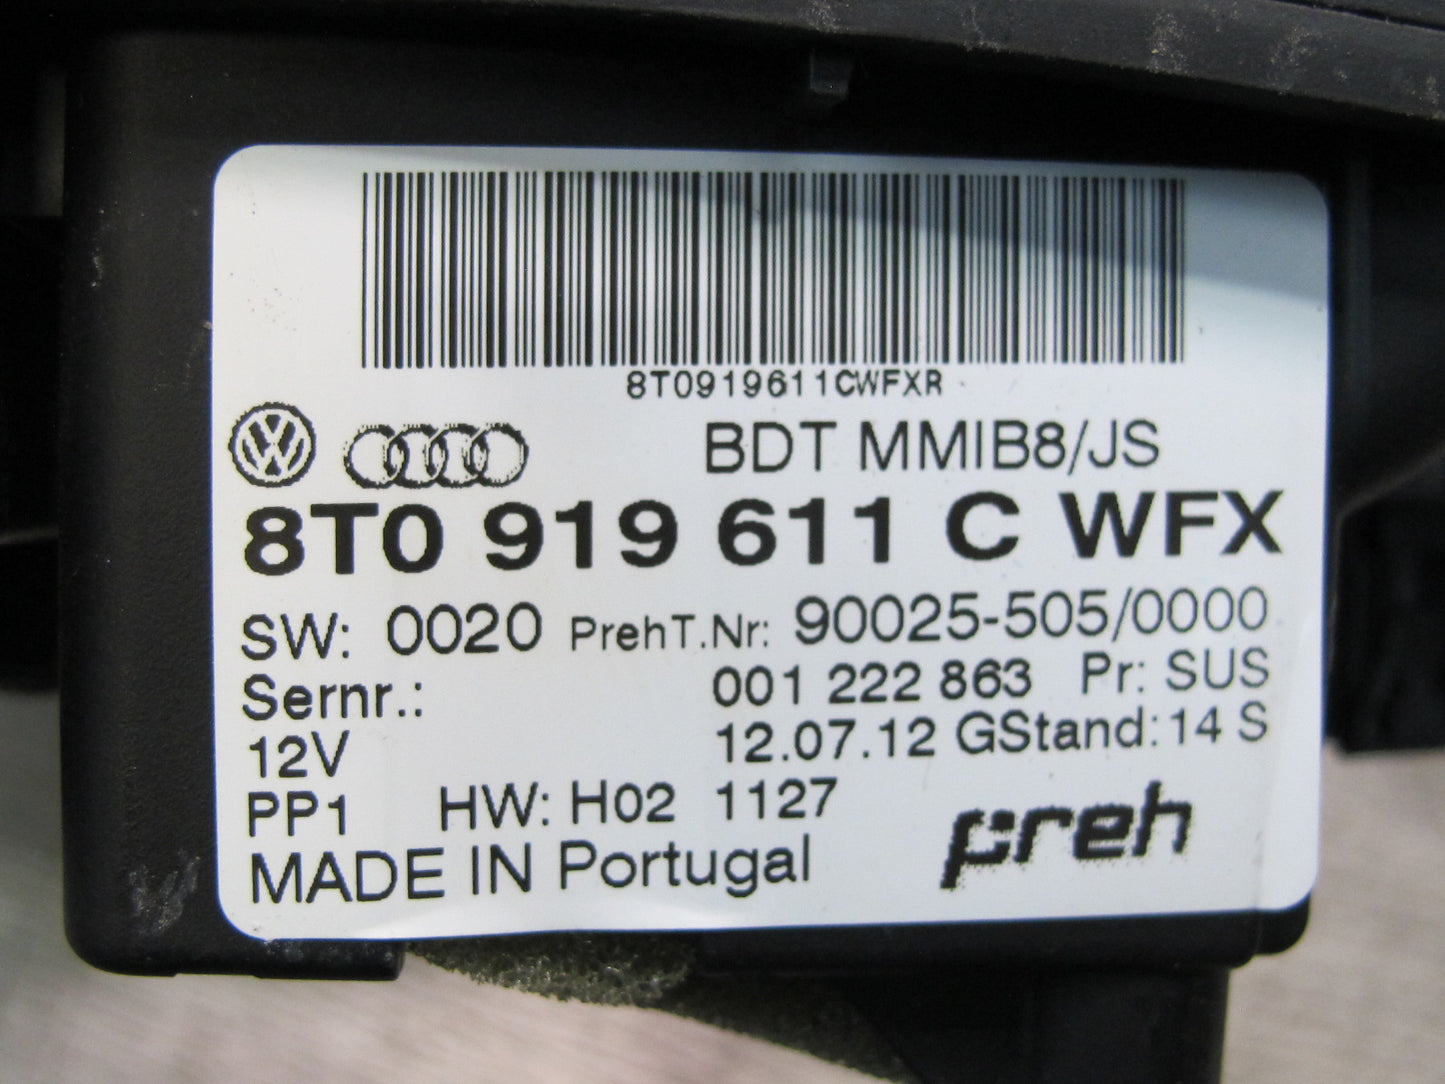 8T0919611CWFXR
BDT MMIB8/JS
8T0 919 611 C WFX
SW: 0020 PrehT.Nr: 90025-505/0000
Sernr.: 001 222 863 Pr: SUS
12V 12.07.12 GStand: 14 S
PP1 HW: H02 1127
preh
MADE IN Portugal